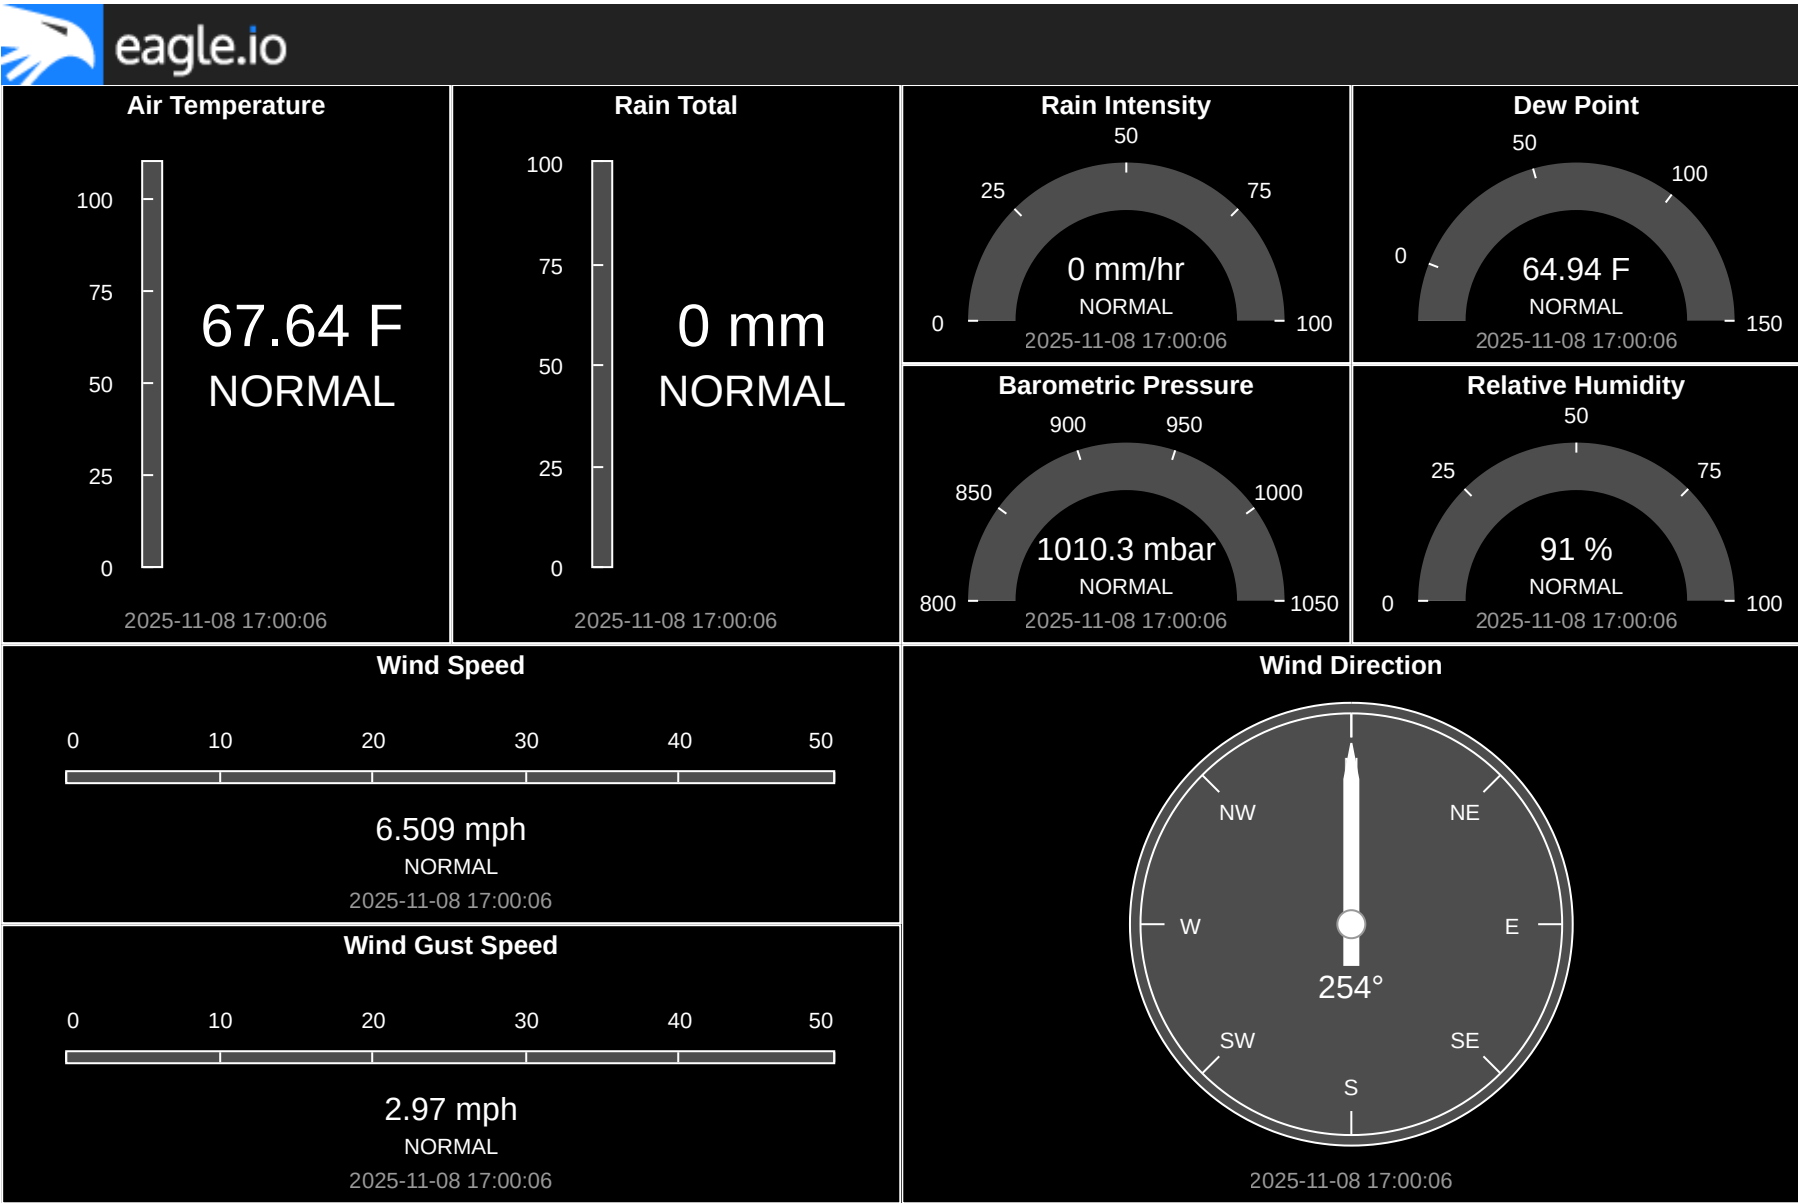 eagle.io
Air Temperature
100
75
50
25
0
67.64 F
NORMAL
2025-11-08 17:00:06
Rain Total
100
75
50
25
0
0 mm
NORMAL
2025-11-08 17:00:06
Rain Intensity
0
25
50
75
100
0 mm/hr
NORMAL
2025-11-08 17:00:06
Dew Point
0
50
100
150
64.94 F
NORMAL
2025-11-08 17:00:06
Barometric Pressure
800
850
900
950
1000
1050
1010.3 mbar
NORMAL
2025-11-08 17:00:06
Relative Humidity
0
25
50
75
100
91 %
NORMAL
2025-11-08 17:00:06
Wind Speed
0 10 20 30 40 50
6.509 mph
NORMAL
2025-11-08 17:00:06
Wind Gust Speed
0 10 20 30 40 50
2.97 mph
NORMAL
2025-11-08 17:00:06
Wind Direction
NW NE
W E
254°
SW SE
S
2025-11-08 17:00:06